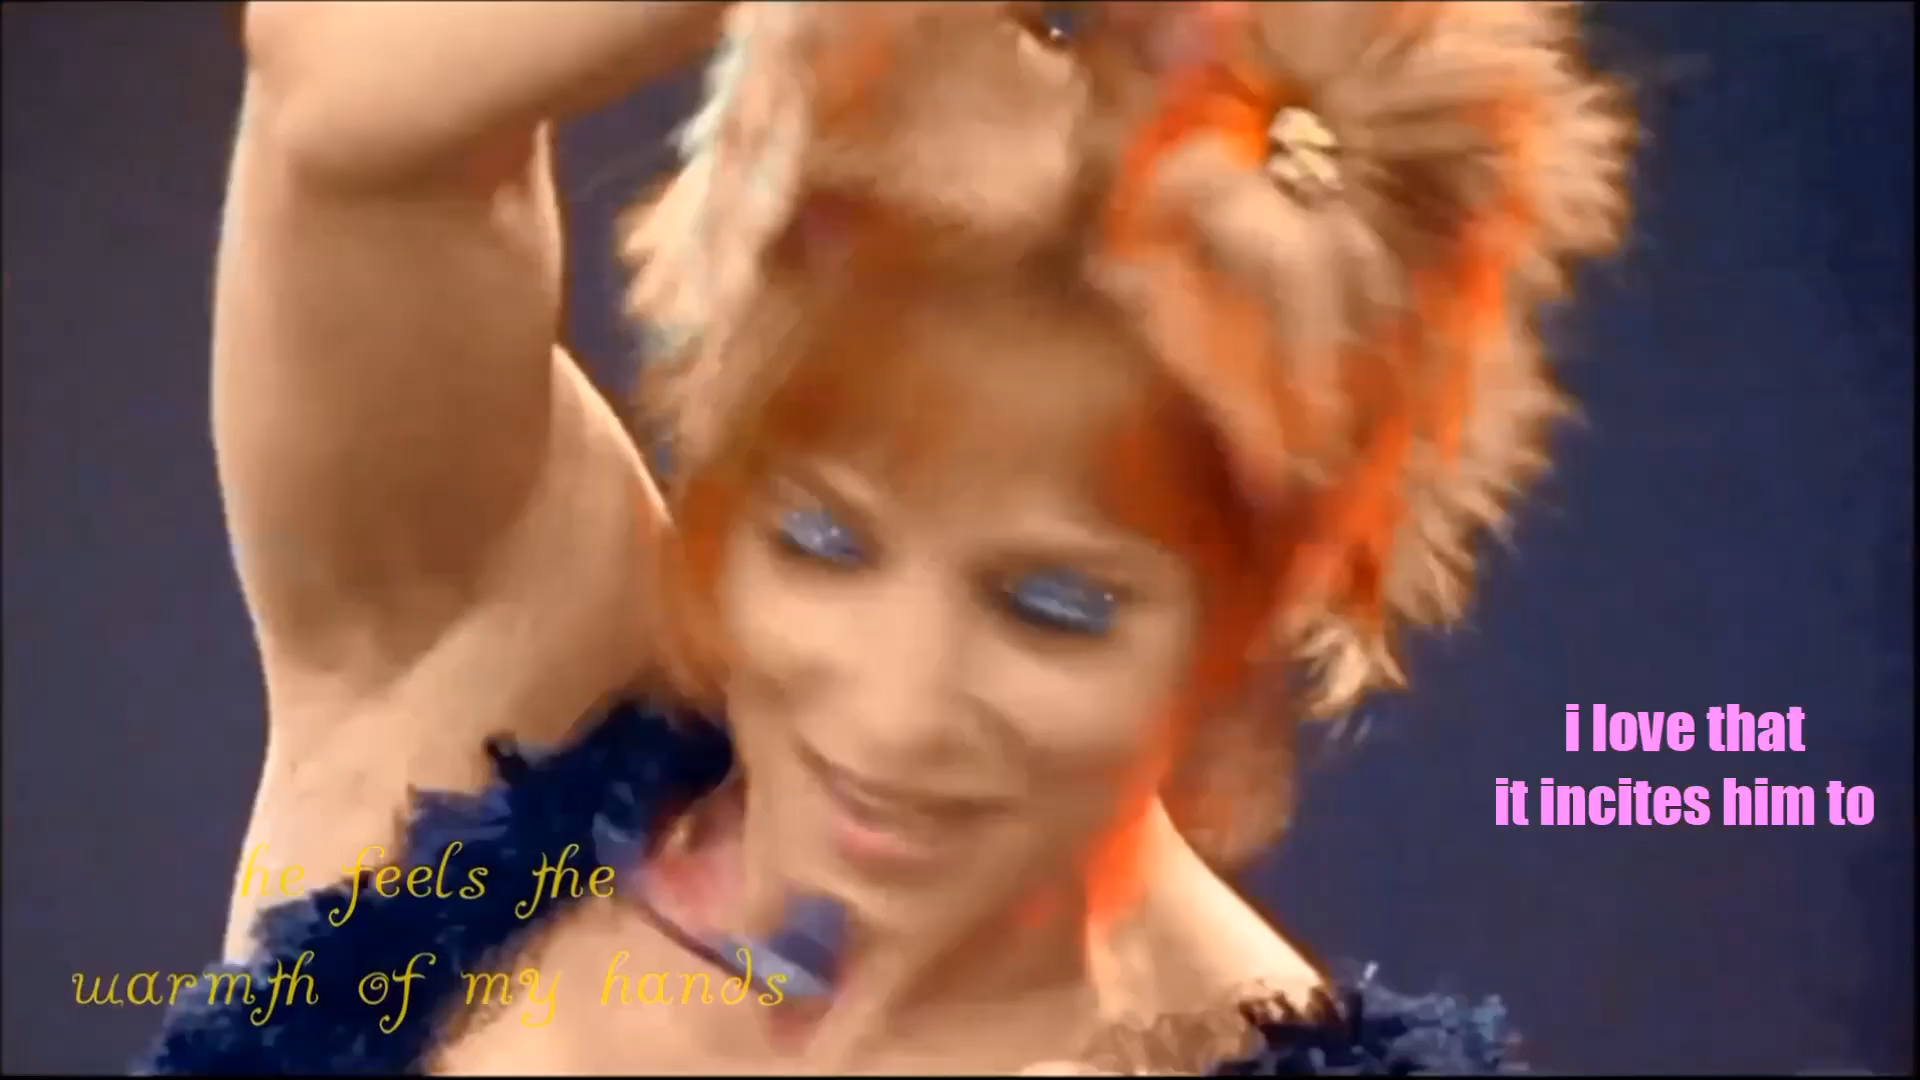 he feels the
warmth of my hands
i love that
it incites him to